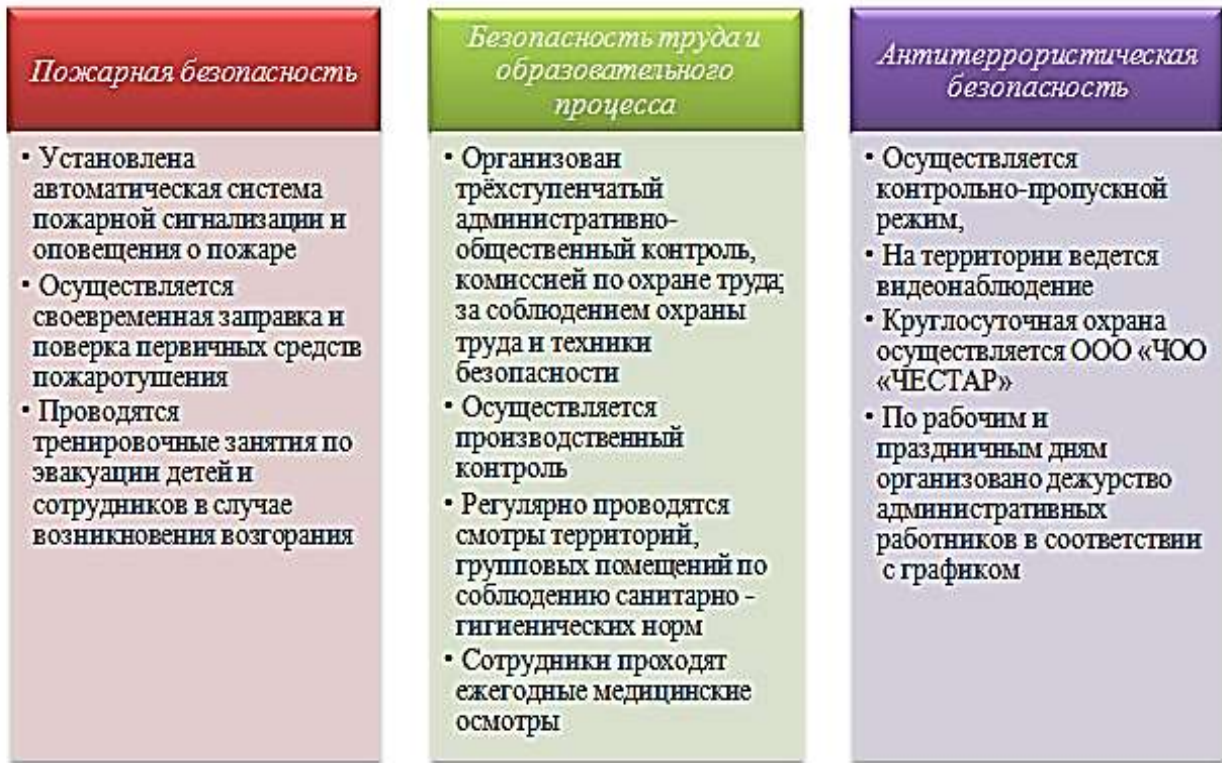 Пожарная безопасность
• Установлена
автоматическая система
пожарной сигнализации и
оповещения о пожаре
• Осуществляется
своевременная заправка и
поверка первичных средств
пожаротушения
• Проводятся
тренировочные занятия по
эвакуации детей и
сотрудников в случае
возникновения возгорания
Безопасность труда и
образовательного
процесса
• Организован
трёхступенчатый
административно-
общественный контроль,
комиссией по охране труда;
за соблюдением охраны
труда и техники
безопасности
• Осуществляется
производственный
контроль
• Регулярно проводятся
смотры территорий,
групповых помещений по
соблюдению санитарно -
гигиенических норм
• Сотрудники проходят
ежегодные медицинские
осмотры
Антитеррористическая
безопасность
• Осуществляется
контрольно-пропускной
режим,
• На территории ведется
видеонаблюдение
• Круглосуточная охрана
осуществляется ООО «ЧОО
«ЧЕСТАР»
• По рабочим и
праздничным дням
организовано дежурство
административных
работников в соответствии
с графиком